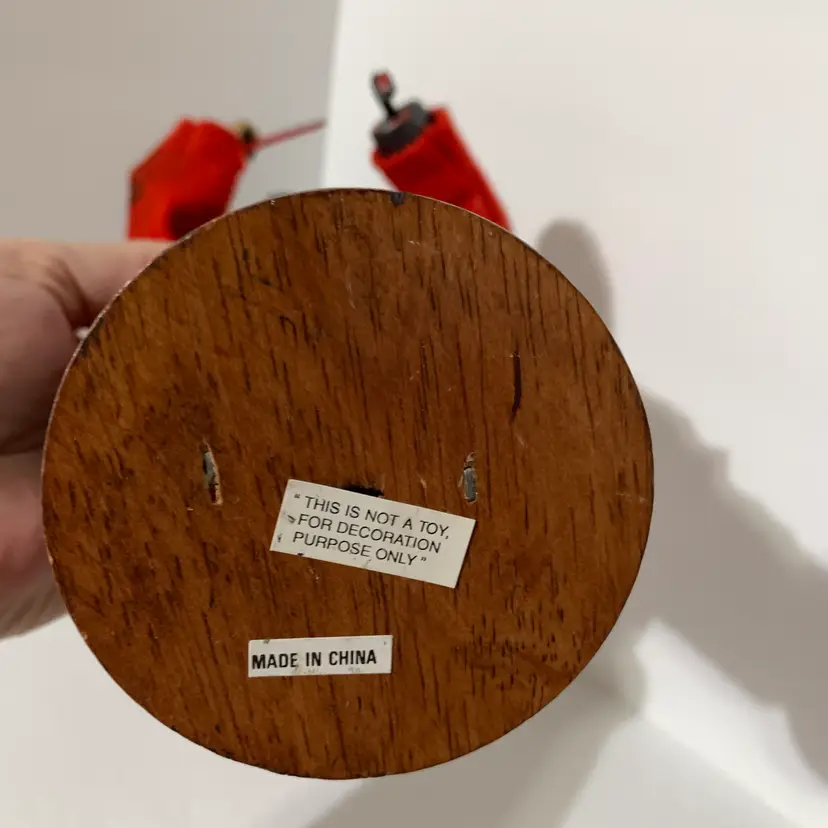 " THIS IS NOT A TOY,
FOR DECORATION
PURPOSE ONLY "
MADE IN CHINA